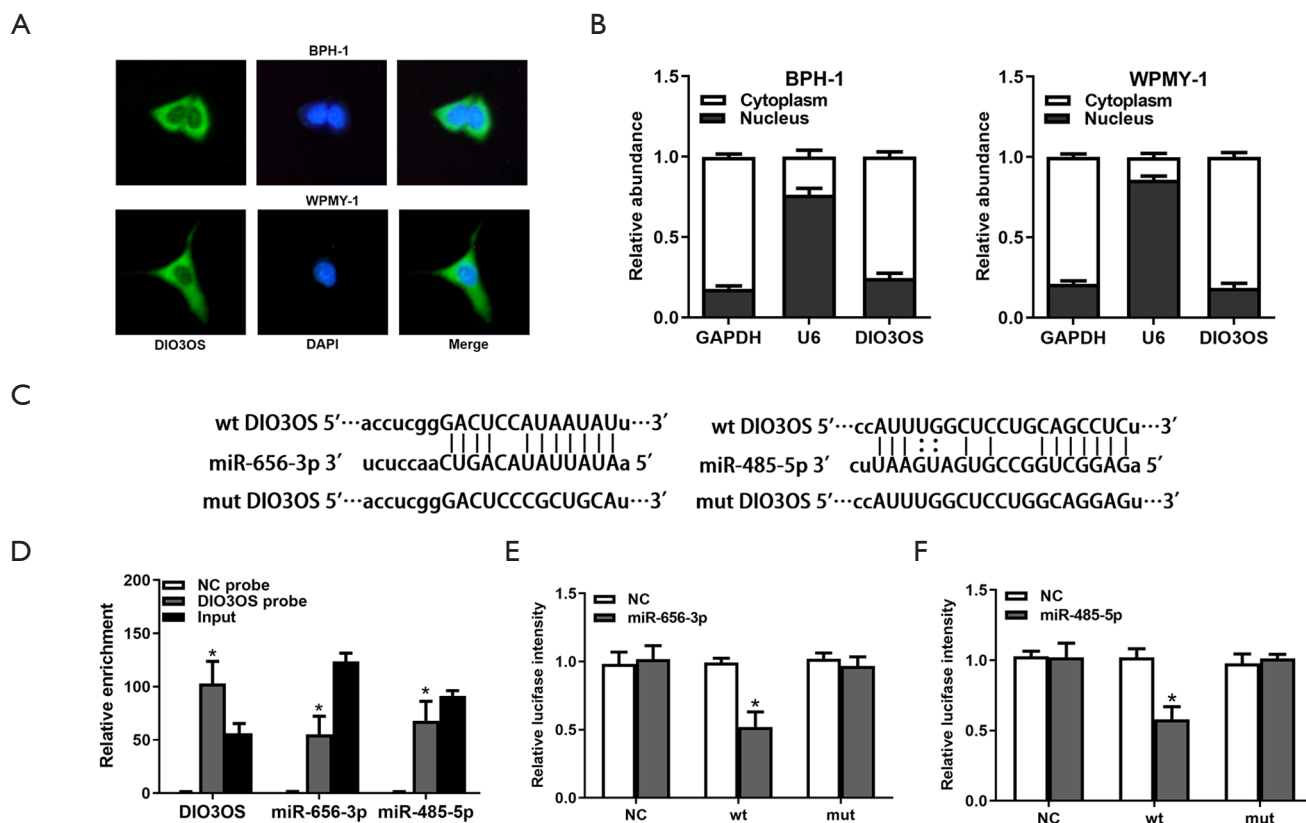 A
BPH-1
WPMY-1
DIO3OS DAPI Merge
B
BPH-1
Cytoplasm
Nucleus
Relative abundance
1.5
1.0
0.5
0.0
GAPDH U6 DIO3OS
WPMY-1
Cytoplasm
Nucleus
Relative abundance
1.5
1.0
0.5
0.0
GAPDH U6 DIO3OS
C
wt DIO3OS 5′···accucggGACUCCAUAAUAUu···3′
miR-656-3p 3′ ucuccaaCUGACAUAUUAUAa 5′
mut DIO3OS 5′···accucggGACUCCCGCUGCAu···3′
wt DIO3OS 5′···ccAUUUGGCUCCUGCAGCCUCu···3′
miR-485-5p 3′ cuUAAGUAGUGCCGGUCGGAGa 5′
mut DIO3OS 5′···ccAUUUGGCUCCUGGCAGGAGu···3′
D
NC probe
DIO3OS probe
Input
Relative enrichment
200
150
100
50
0
* * *
DIO3OS miR-656-3p miR-485-5p
E
NC
miR-656-3p
Relative lucifase intensity
1.5
1.0
0.5
0.0
*
NC wt mut
F
NC
miR-485-5p
Relative lucifase intensity
1.5
1.0
0.5
0.0
*
NC wt mut